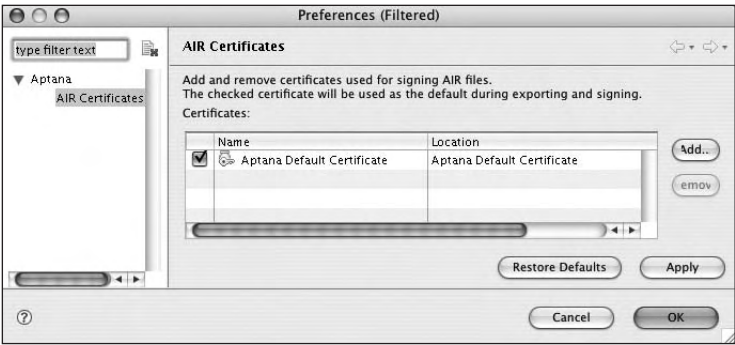 Preferences (Filtered)
type filter text
Aptana
AIR Certificates
AIR Certificates
Add and remove certificates used for signing AIR files.
The checked certificate will be used as the default during exporting and signing.
Certificates:
Name Location
Aptana Default Certificate Aptana Default Certificate
Add..
emov
Restore Defaults Apply
? Cancel OK